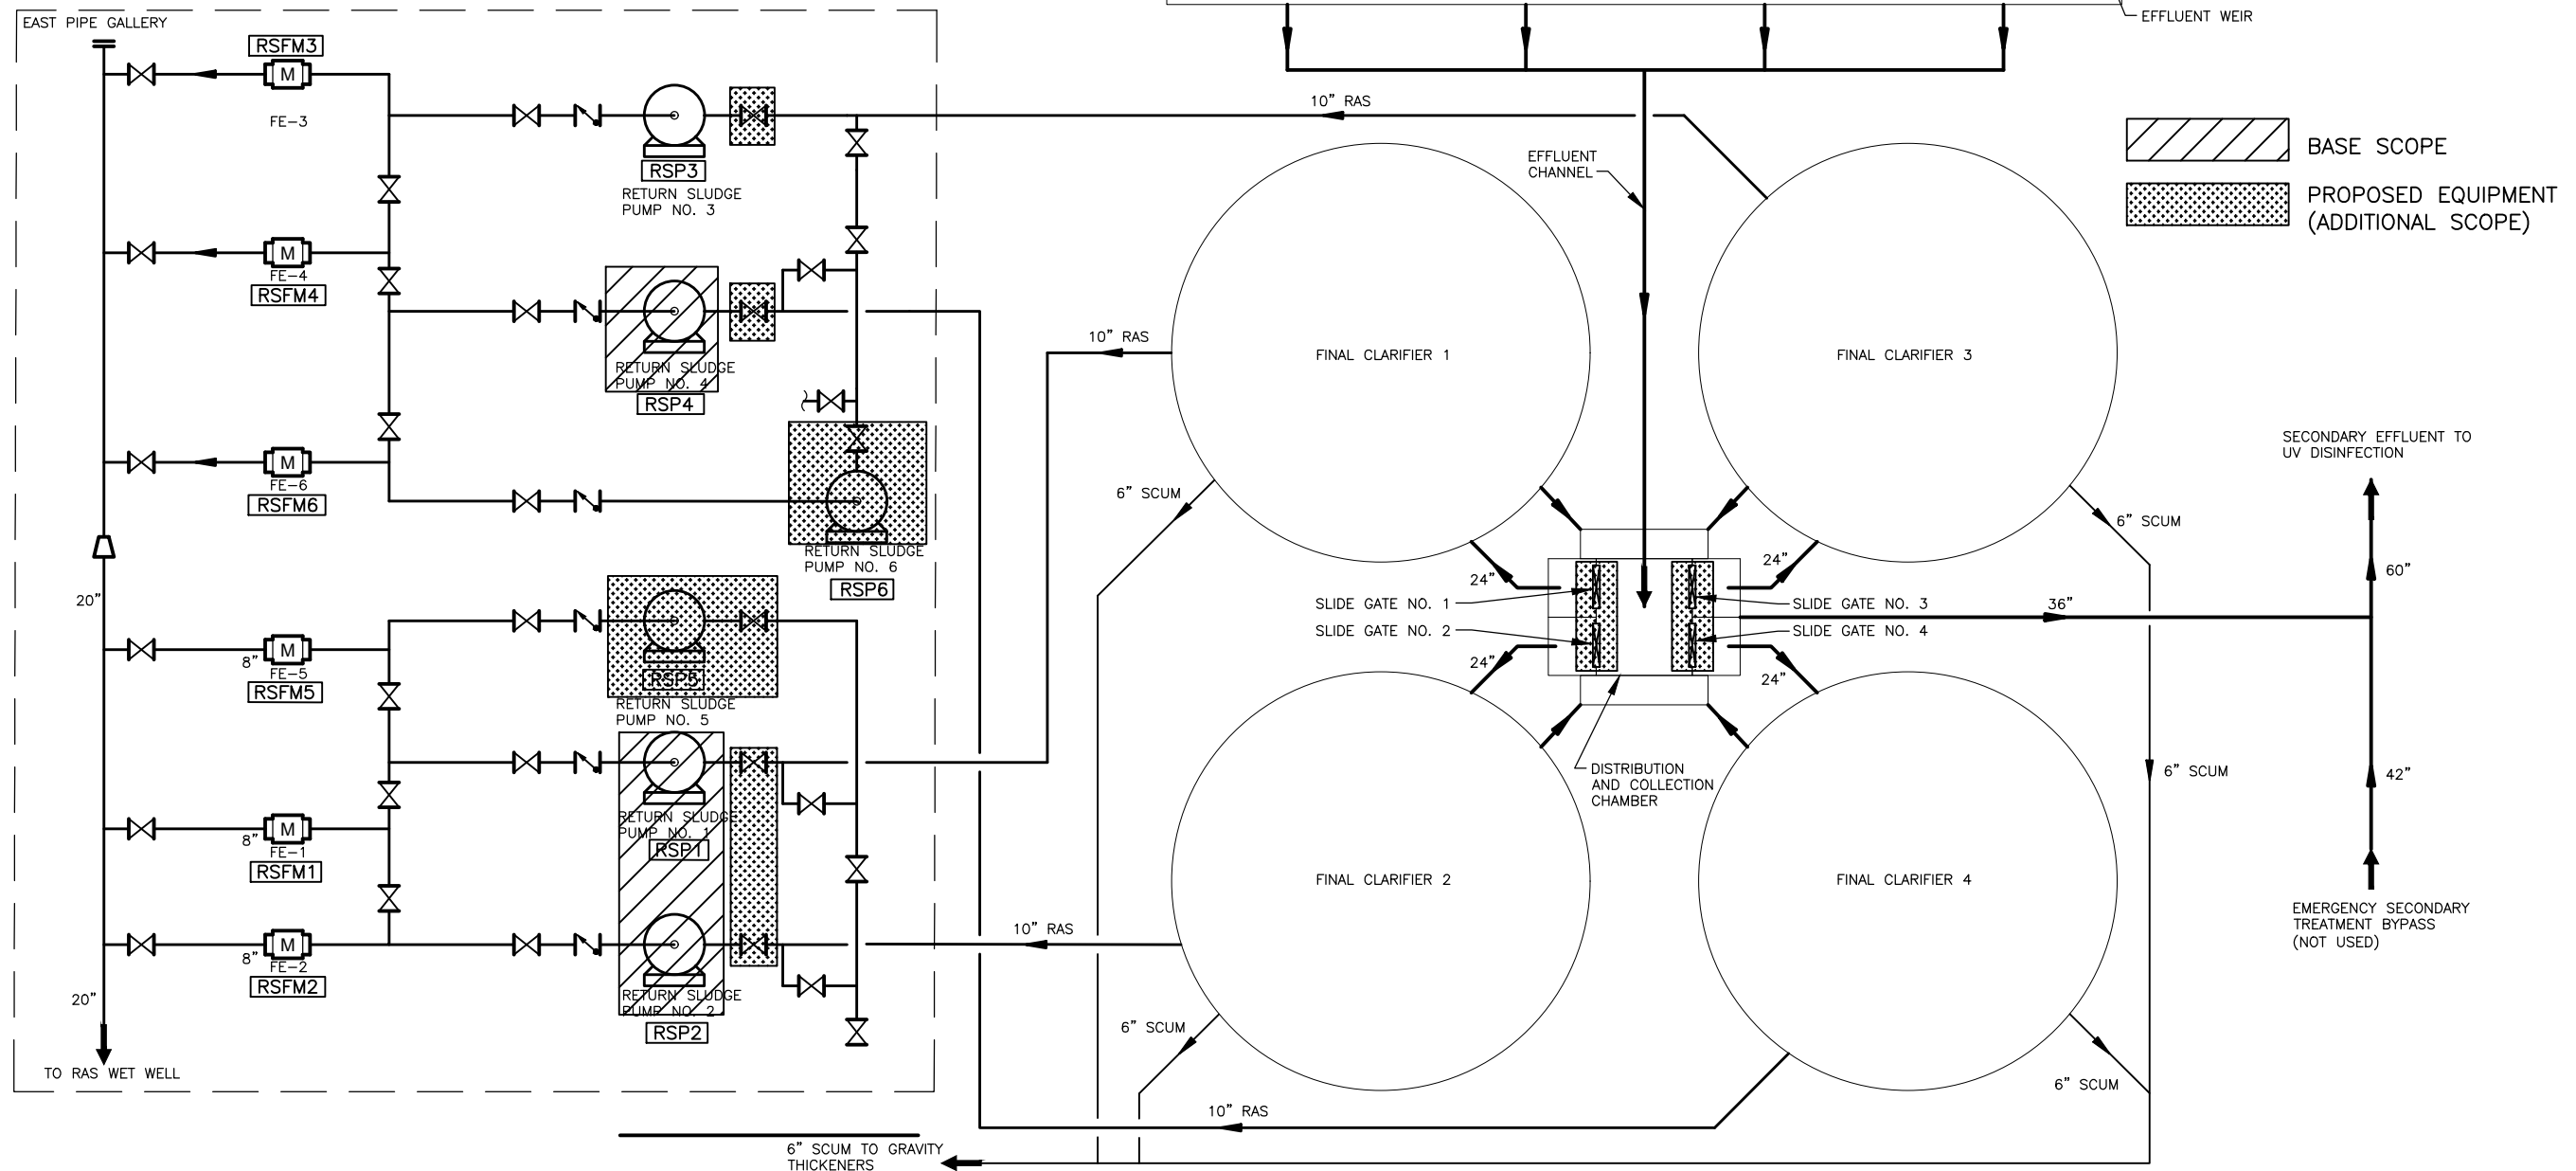 EAST PIPE GALLERY
RSFM3
M
FE-3
RSP3
RETURN SLUDGE
PUMP NO. 3
M
FE-4
RSFM4
RETURN SLUDGE
PUMP NO. 4
RSP4
M
FE-6
RSFM6
RETURN SLUDGE
PUMP NO. 6
RSP6
20"
8"
M
FE-5
RSFM5
RSP5
RETURN SLUDGE
PUMP NO. 5
8"
M
FE-1
RSFM1
RETURN SLUDGE
PUMP NO. 1
RSP1
8"
M
FE-2
RSFM2
RETURN SLUDGE
PUMP NO. 2
RSP2
20"
TO RAS WET WELL
EFFLUENT WEIR
10" RAS
EFFLUENT
CHANNEL
BASE SCOPE
PROPOSED EQUIPMENT
(ADDITIONAL SCOPE)
10" RAS
FINAL CLARIFIER 1
FINAL CLARIFIER 3
6" SCUM
6" SCUM
SECONDARY EFFLUENT TO
UV DISINFECTION
24"
24"
60"
SLIDE GATE NO. 1
SLIDE GATE NO. 3
36"
SLIDE GATE NO. 2
SLIDE GATE NO. 4
24"
24"
DISTRIBUTION
AND COLLECTION
CHAMBER
6" SCUM
42"
FINAL CLARIFIER 2
FINAL CLARIFIER 4
10" RAS
EMERGENCY SECONDARY
TREATMENT BYPASS
(NOT USED)
6" SCUM
6" SCUM
10" RAS
6" SCUM TO GRAVITY
THICKENERS